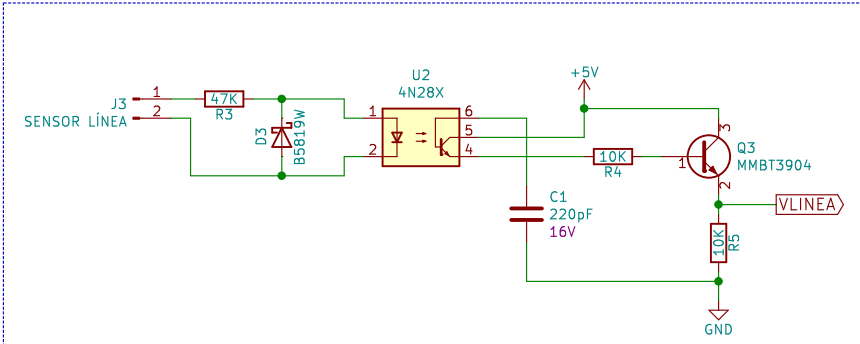 U2
4N28X
+5V
J3
SENSOR LÍNEA
1
2
47K
R3
D3
B5819W
1
2
6
5
4
10K
R4
3
1
2
Q3
MMBT3904
C1
220pF
16V
VLINEA
10K
R5
GND